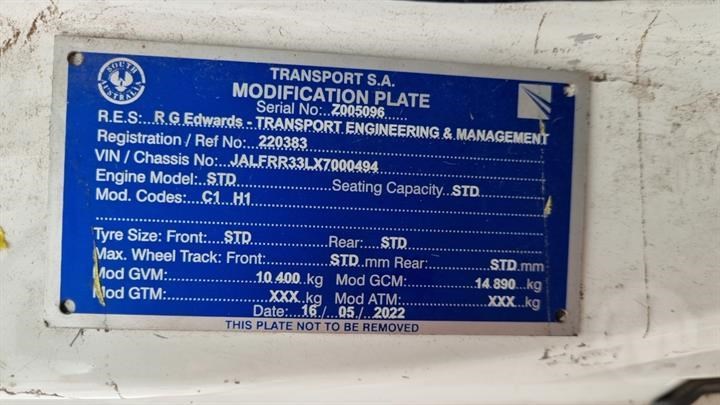 SOUTH AUSTRALIA
TRANSPORT S.A.
MODIFICATION PLATE
Serial No: Z005096
R.E.S: R G Edwards - TRANSPORT ENGINEERING & MANAGEMENT
Registration / Ref No: 220383
VIN / Chassis No: JALFRR33LX7000494
Engine Model: STD Seating Capacity STD
Mod. Codes: C1 H1
Tyre Size: Front: STD Rear: STD
Max. Wheel Track: Front: STD mm Rear: STD mm
Mod GVM: 10 400 kg Mod GCM: 14 890 kg
Mod GTM: XXX kg Mod ATM: XXX kg
Date: 16 / 05 / 2022
THIS PLATE NOT TO BE REMOVED